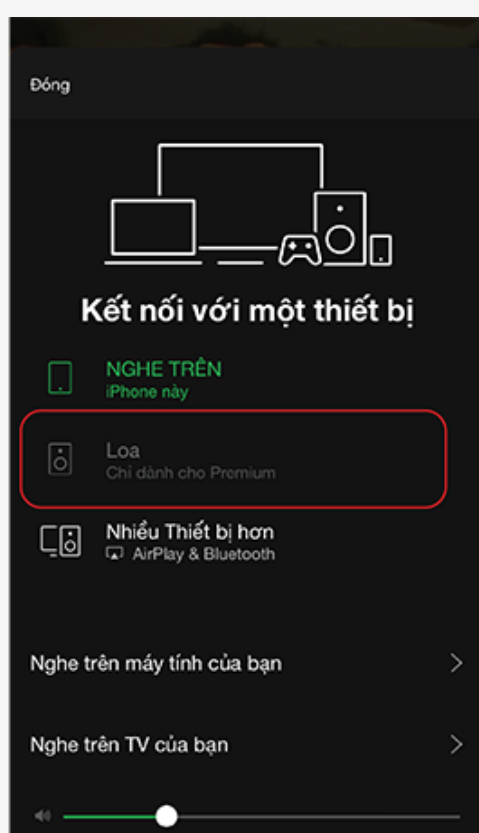 Đóng
Kết nối với một thiết bị
NGHE TRÊN
iPhone này
Loa
Chỉ dành cho Premium
Nhiều Thiết bị hơn
AirPlay & Bluetooth
Nghe trên máy tính của bạn
Nghe trên TV của bạn